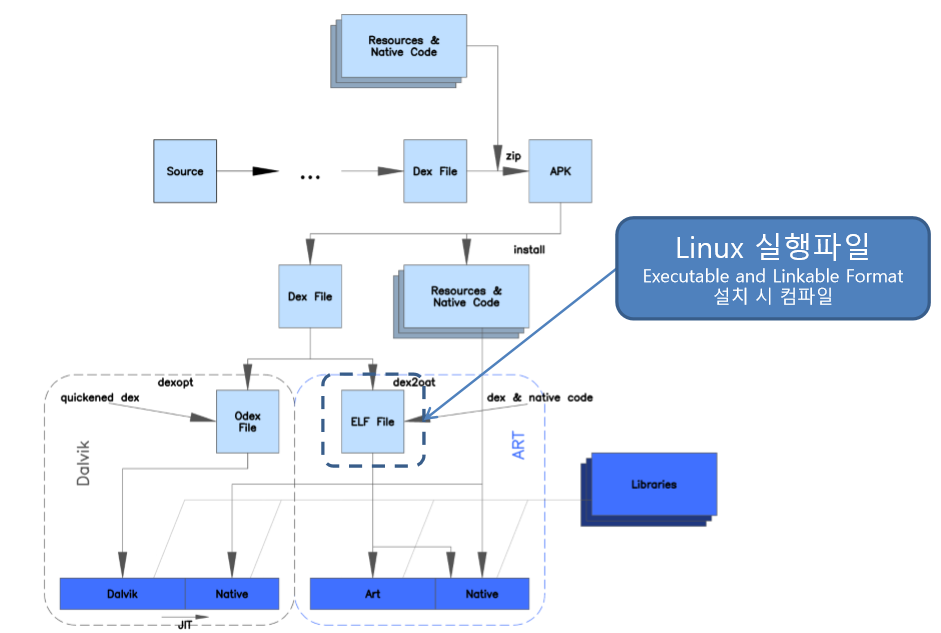 Resources &
Native Code
zip
Source
...
Dex File
APK
install
Linux 실행파일
Executable and Linkable Format
설치 시 컴파일
Dex File
Resources &
Native Code
dexopt
dex2oat
quickened dex
dex & native code
Odex
File
ELF File
Dalvik
ART
Libraries
Dalvik
Native
Art
Native
JIT